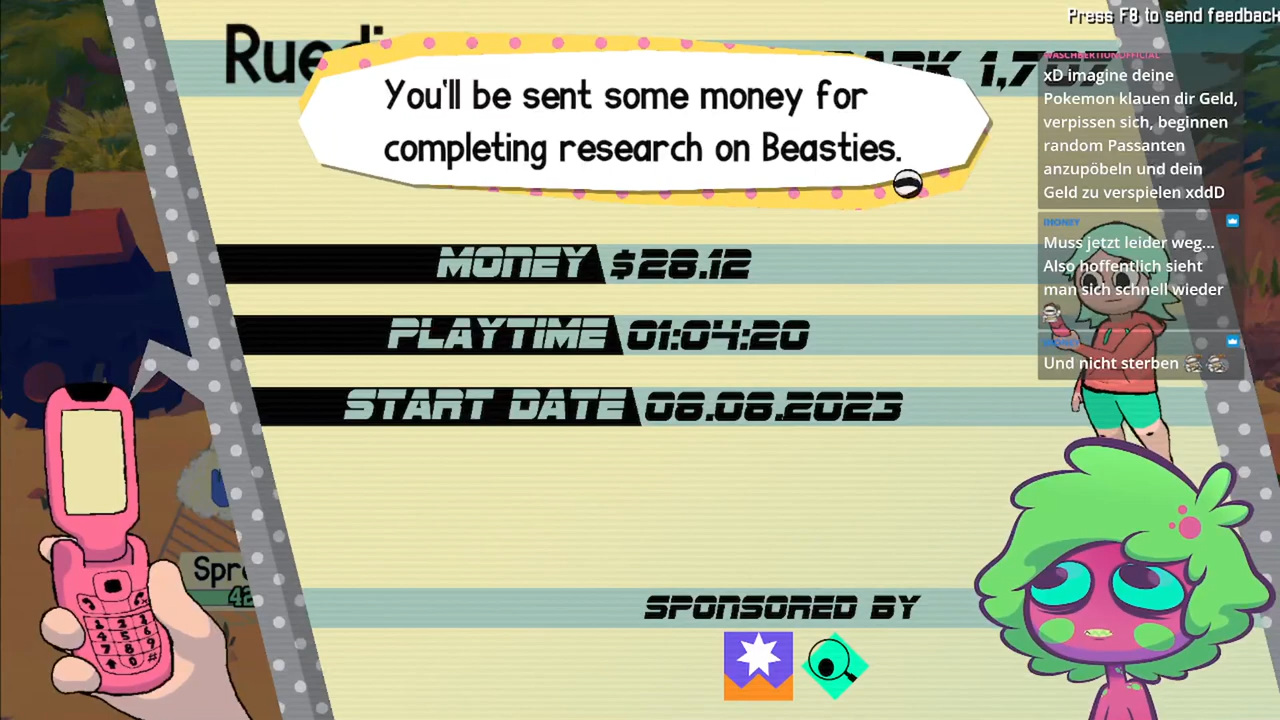 Press F8 to send feedback
You'll be sent some money for
completing research on Beasties.
WASCHBERTIONOFFICIAL
xD imagine deine
Pokemon klauen dir Geld,
verpissen sich, beginnen
random Passanten
anzupöbeln und dein
Geld zu verspielen xddD
IHONEY
Muss jetzt leider weg...
Also hoffentlich sieht
man sich schnell wieder
Und nicht sterben
MONEY $28.12
PLAYTIME 01:04:20
START DATE 08.08.2023
SPONSORED BY